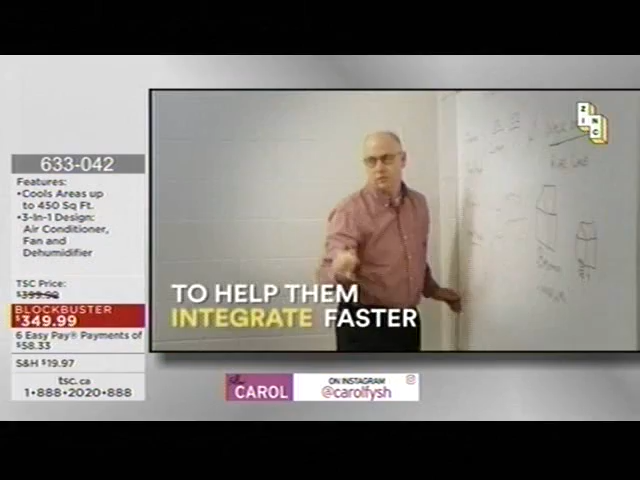 633-042
Features:
•Cools Areas up
to 450 Sq Ft.
•3-In-1 Design:
Air Conditioner,
Fan and
Dehumidifier
TSC Price:
$399.90
BLOCKBUSTER
$349.99
6 Easy Pay® Payments of
$58.33
S&H $19.97
tsc.ca
1•888•2020•888
ZINC
TO HELP THEM
INTEGRATE FASTER
CAROL
ON INSTAGRAM
@carolfysh